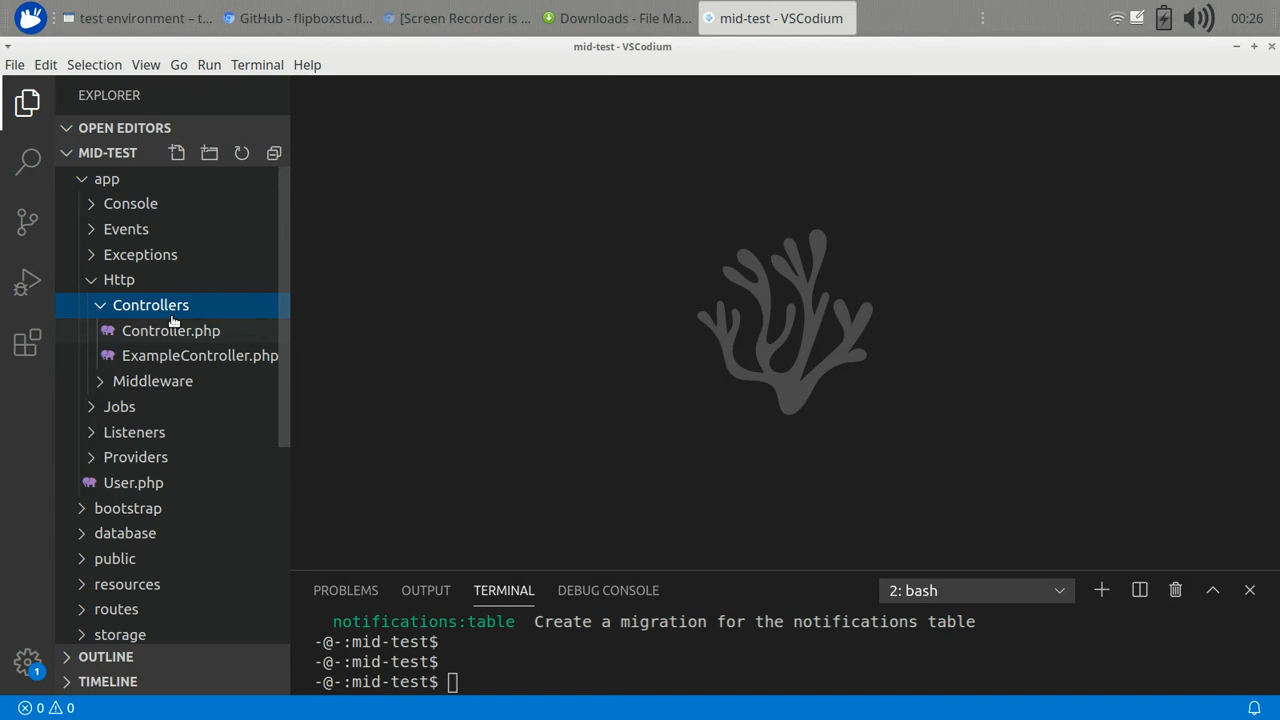 test environment – t...
GitHub - flipboxstud...
[Screen Recorder is ...
Downloads - File Ma...
mid-test - VSCodium
00:26
mid-test - VSCodium
File Edit Selection View Go Run Terminal Help
EXPLORER
OPEN EDITORS
MID-TEST
app
Console
Events
Exceptions
Http
Controllers
Controller.php
ExampleController.php
Middleware
Jobs
Listeners
Providers
User.php
bootstrap
database
public
resources
routes
storage
OUTLINE
TIMELINE
PROBLEMS OUTPUT TERMINAL DEBUG CONSOLE
2: bash
notifications:table Create a migration for the notifications table
-@-:mid-test$
-@-:mid-test$
-@-:mid-test$
1
0 0